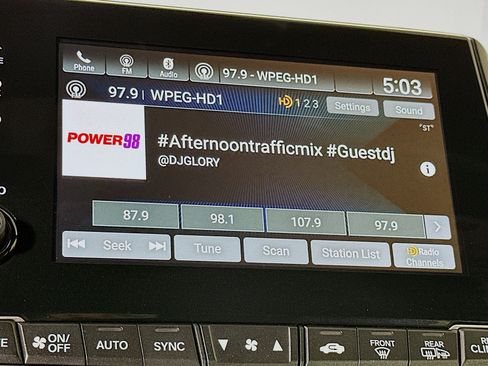 Phone
FM
Audio
97.9 - WPEG-HD1
5:03
97.9 | WPEG-HD1
HD 1 2 3
Settings
Sound
"ST"
POWER98
#Afternoontrafficmix #Guestdj
@DJGLORY
i
87.9
98.1
107.9
97.9
Seek
Tune
Scan
Station List
HD Radio
Channels
ON/
OFF
AUTO
SYNC
FRONT
REAR